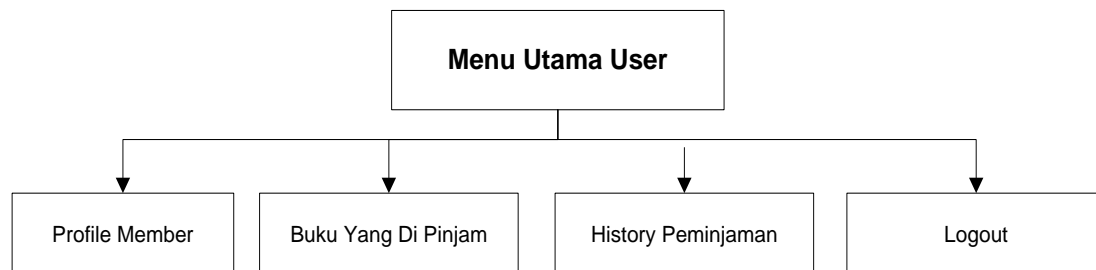 Menu Utama User
Profile Member
Buku Yang Di Pinjam
History Peminjaman
Logout